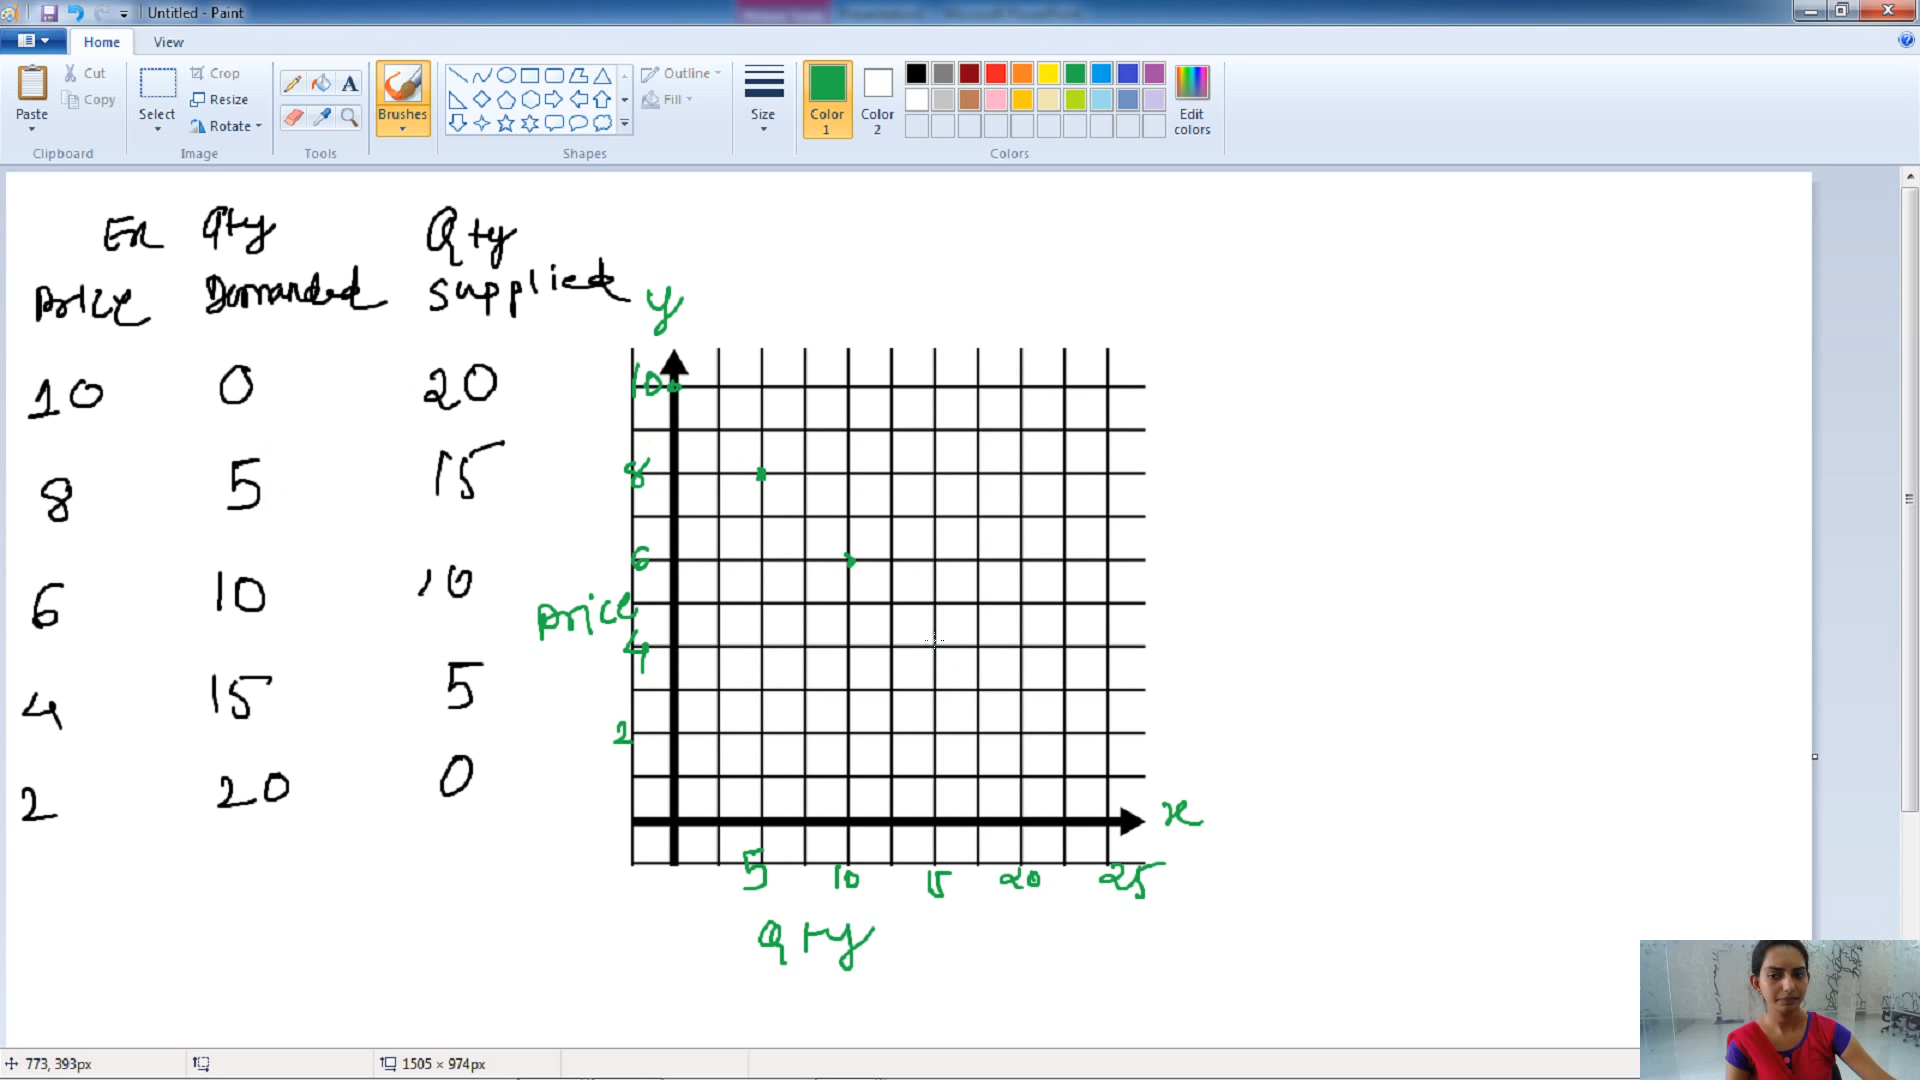 Untitled - Paint
Home View
Paste Cut Copy
Select Crop Resize Rotate
A
Brushes
Outline
Fill
Size
Color 1
Color 2
Edit colors
Clipboard Image Tools Shapes Colors
Ex Qty Qty
Price Demanded Supplied
10 0 20
8 5 15
6 10 10
4 15 5
2 20 0
y
10
8
6
Price
4
2
x
5 10 15 20 25
Qty
773, 393px
1505 × 974px